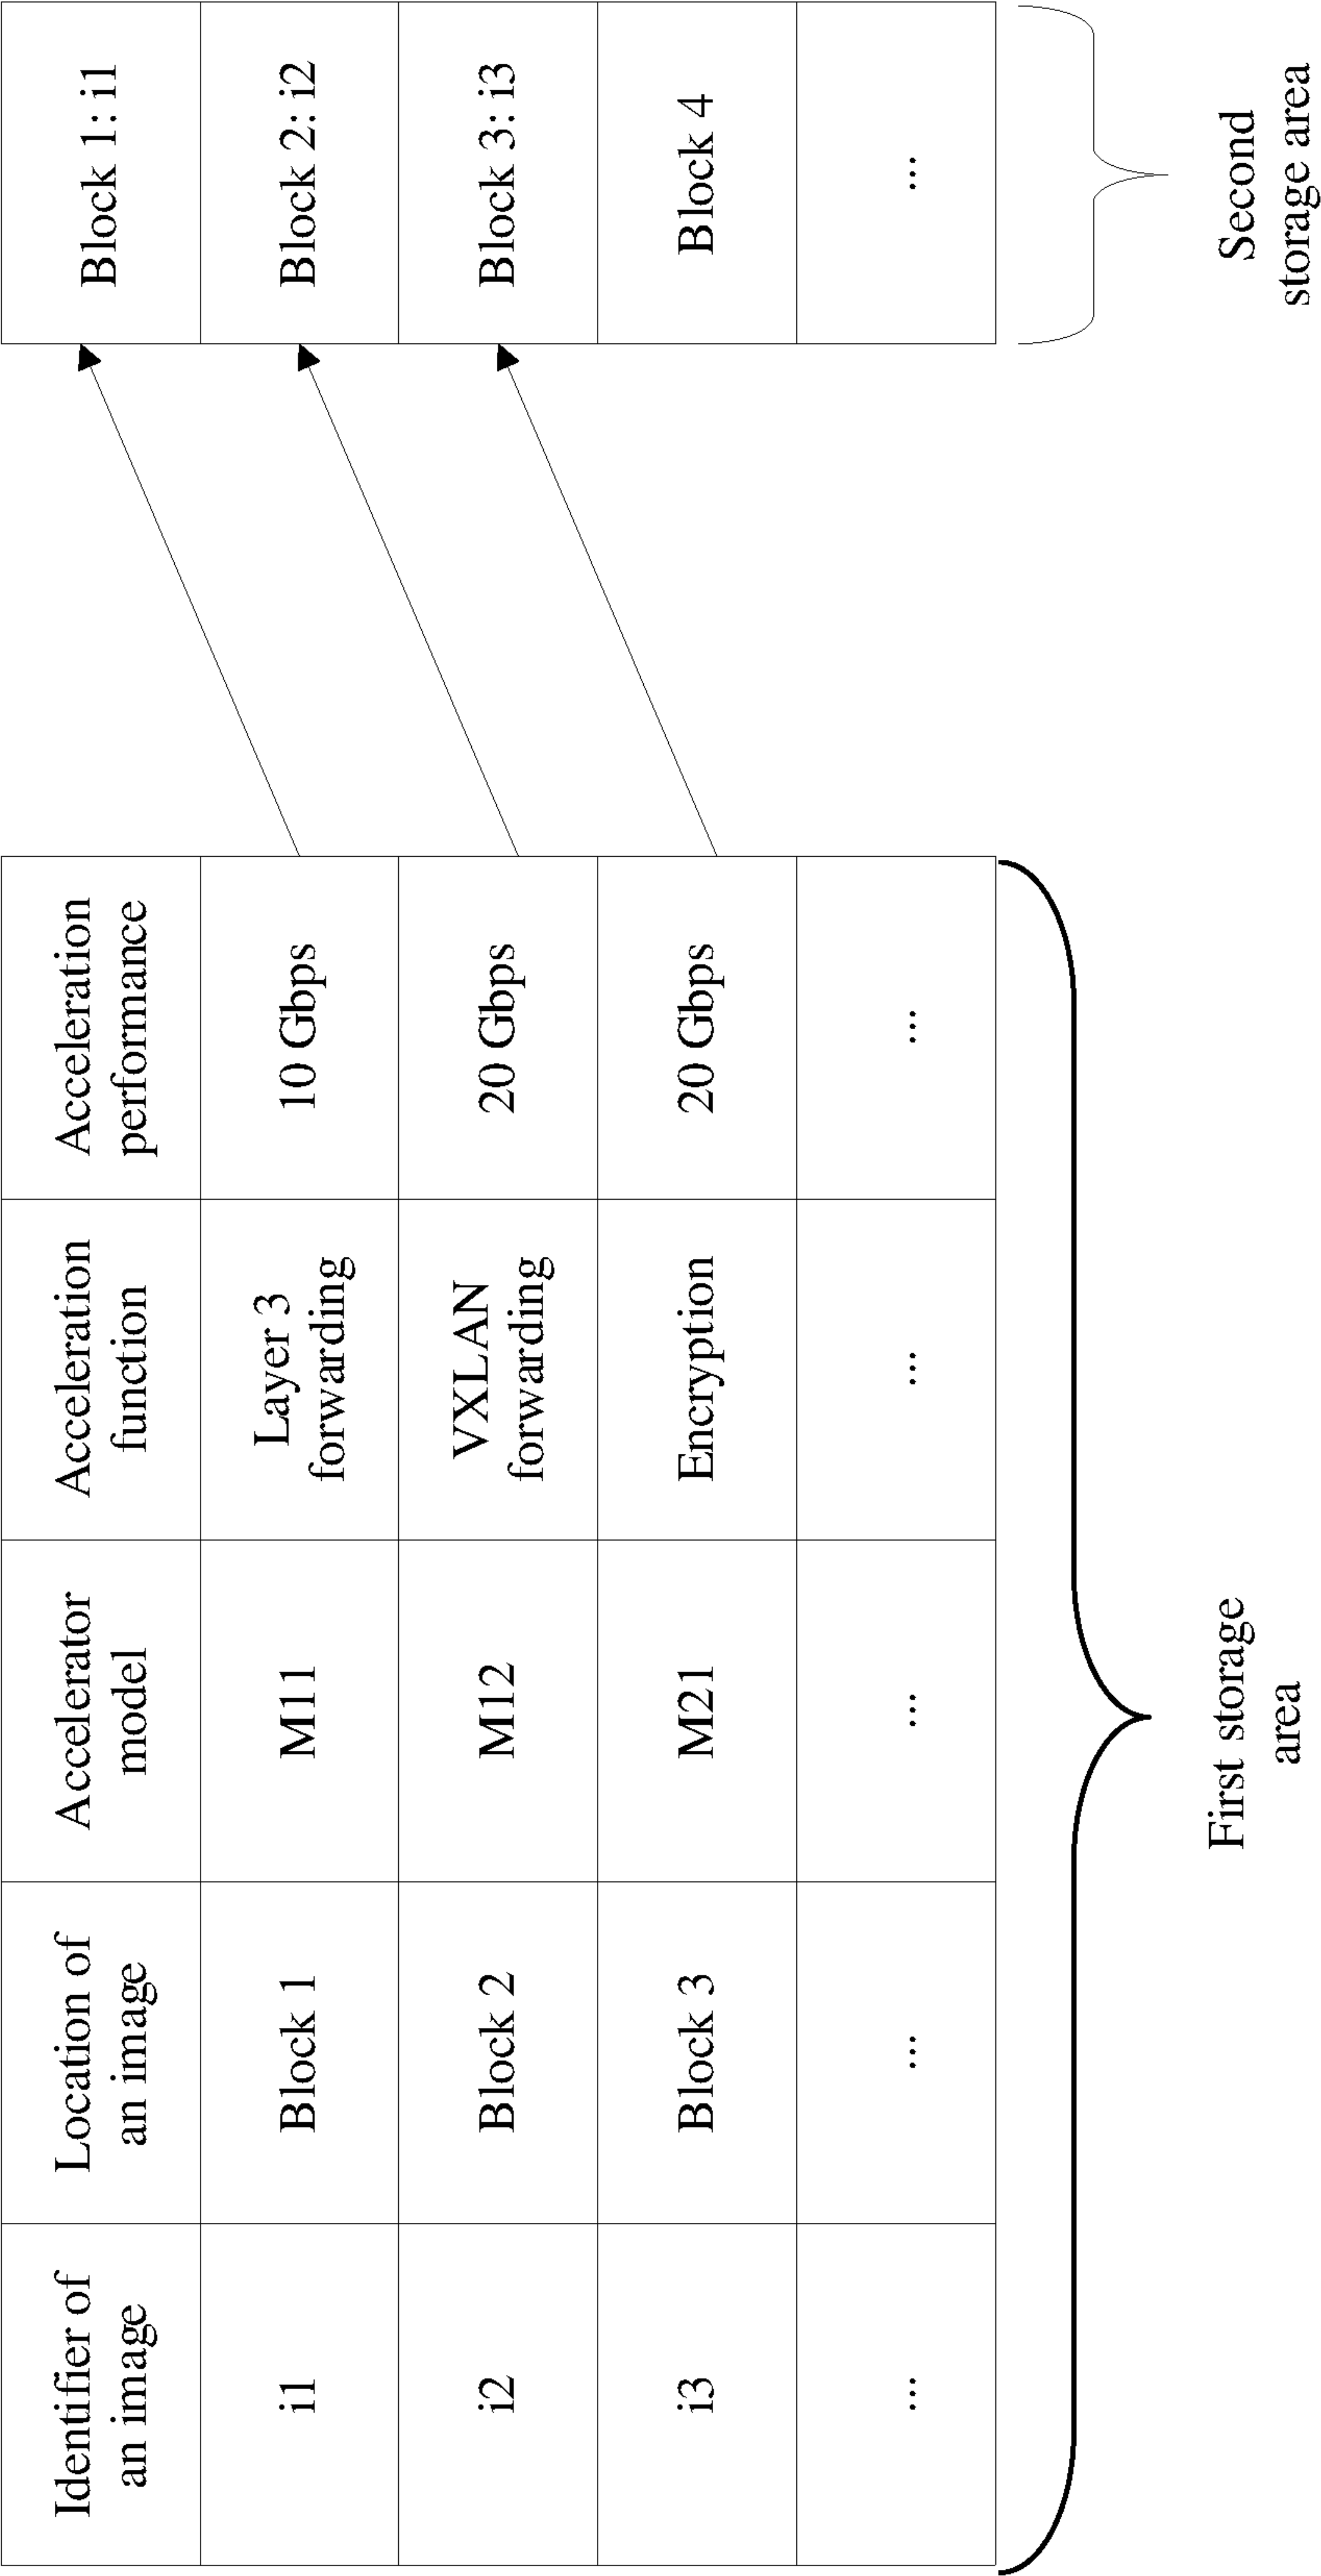 Identifier of
an image
Location of
an image
Accelerator
model
Acceleration
function
Acceleration
performance
i1
Block 1
M11
Layer 3
forwarding
10 Gbps
i2
Block 2
M12
VXLAN
forwarding
20 Gbps
i3
Block 3
M21
Encryption
20 Gbps
...
...
...
...
...
First storage
area
Block 1: i1
Block 2: i2
Block 3: i3
Block 4
...
Second
storage area